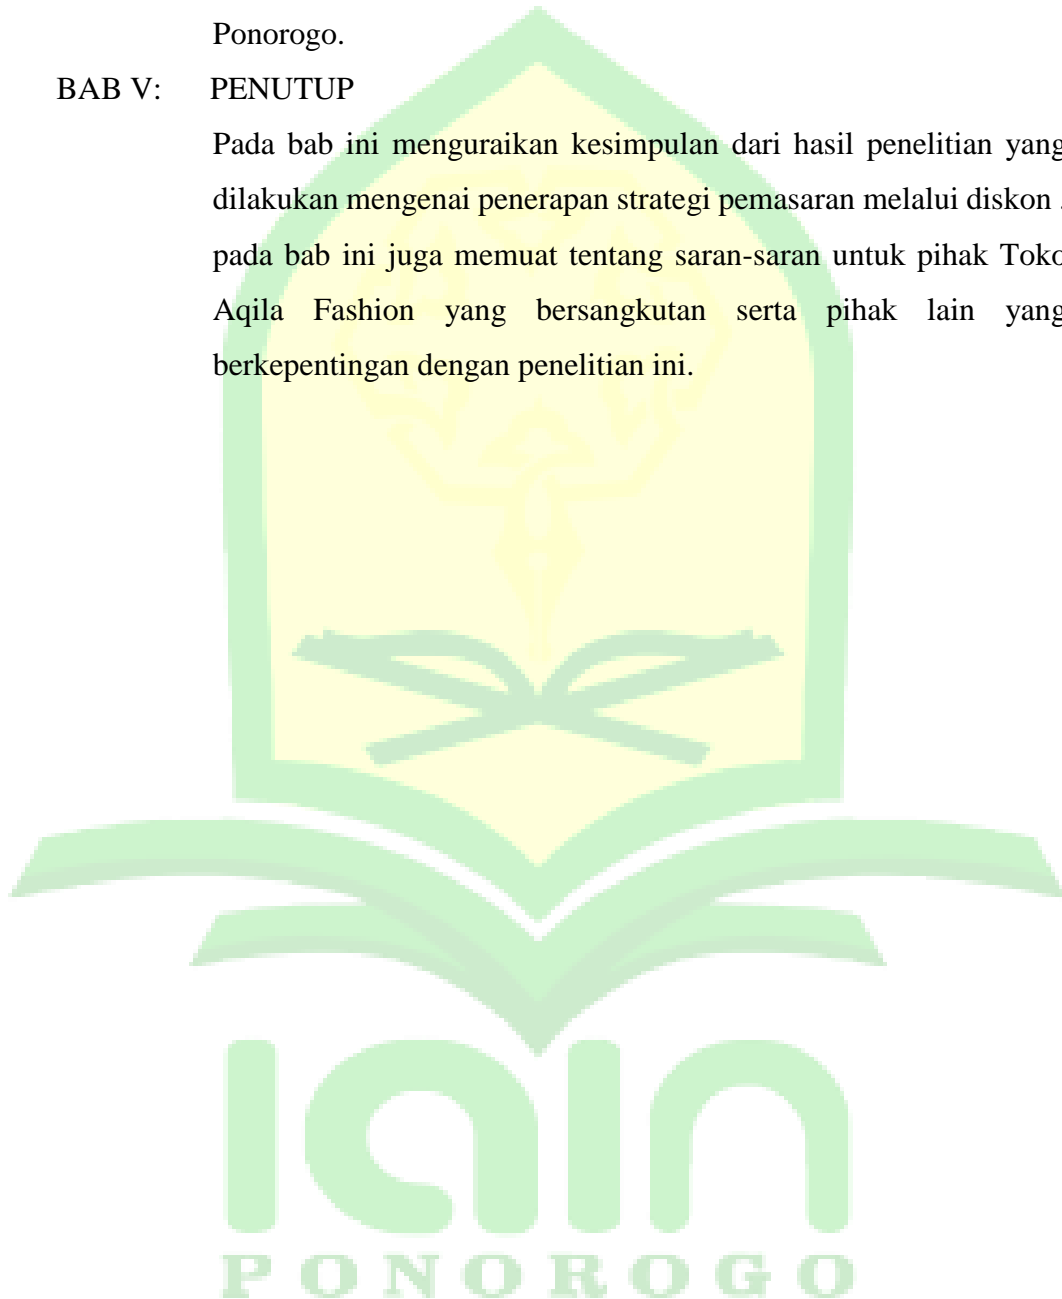 Ponorogo.
BAB V: PENUTUP
Pada bab ini menguraikan kesimpulan dari hasil penelitian yang
dilakukan mengenai penerapan strategi pemasaran melalui diskon .
pada bab ini juga memuat tentang saran-saran untuk pihak Toko
Aqila Fashion yang bersangkutan serta pihak lain yang
berkepentingan dengan penelitian ini.
iain
PONOROGO